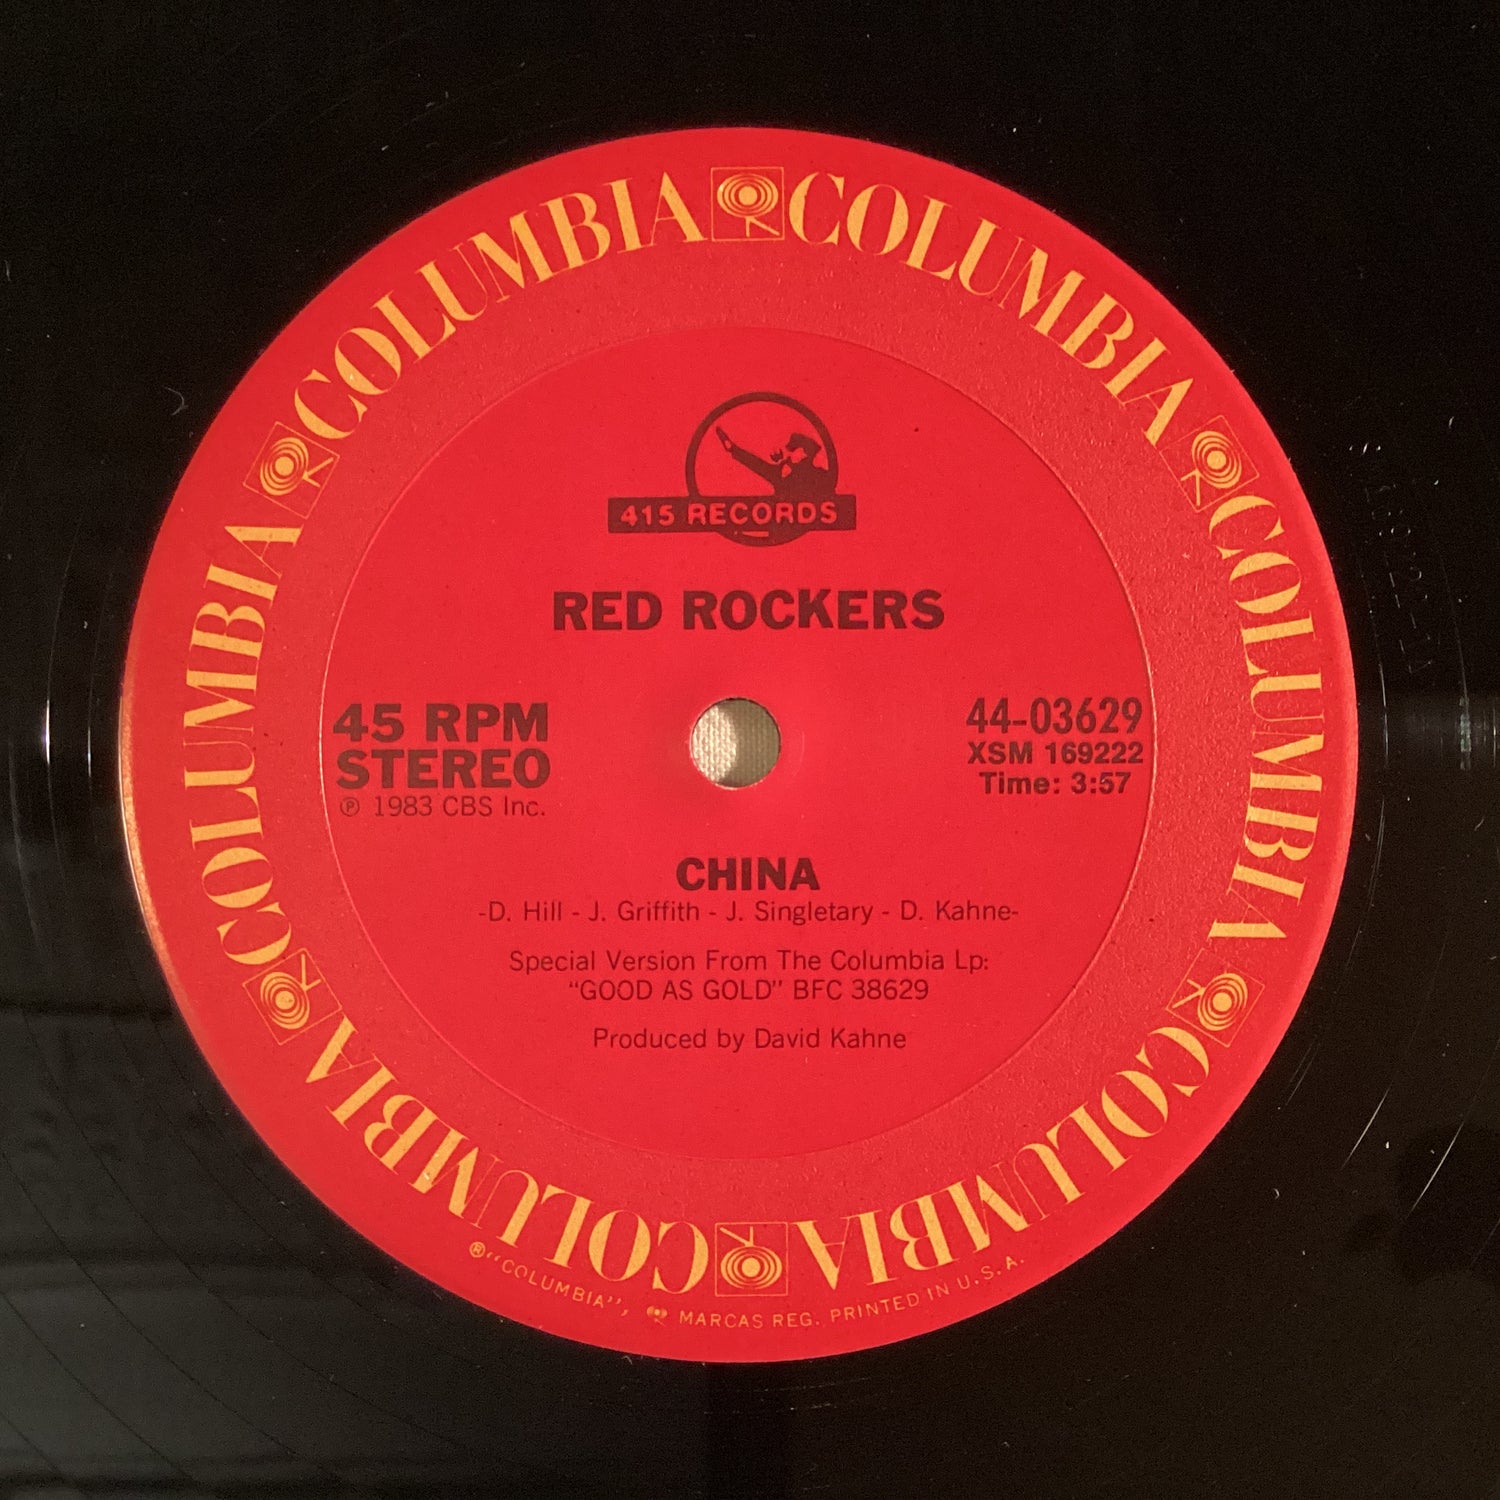 COLUMBIA COLUMBIA COLUMBIA COLUMBIA COLUMBIA COLUMBIA
415 RECORDS
RED ROCKERS
45 RPM
STEREO
℗ 1983 CBS Inc.
44-03629
XSM 169222
Time: 3:57
CHINA
-D. Hill - J. Griffith - J. Singletary - D. Kahne-
Special Version From The Columbia Lp:
“GOOD AS GOLD” BFC 38629
Produced by David Kahne
®“COLUMBIA”, MARCAS REG. PRINTED IN U.S.A.